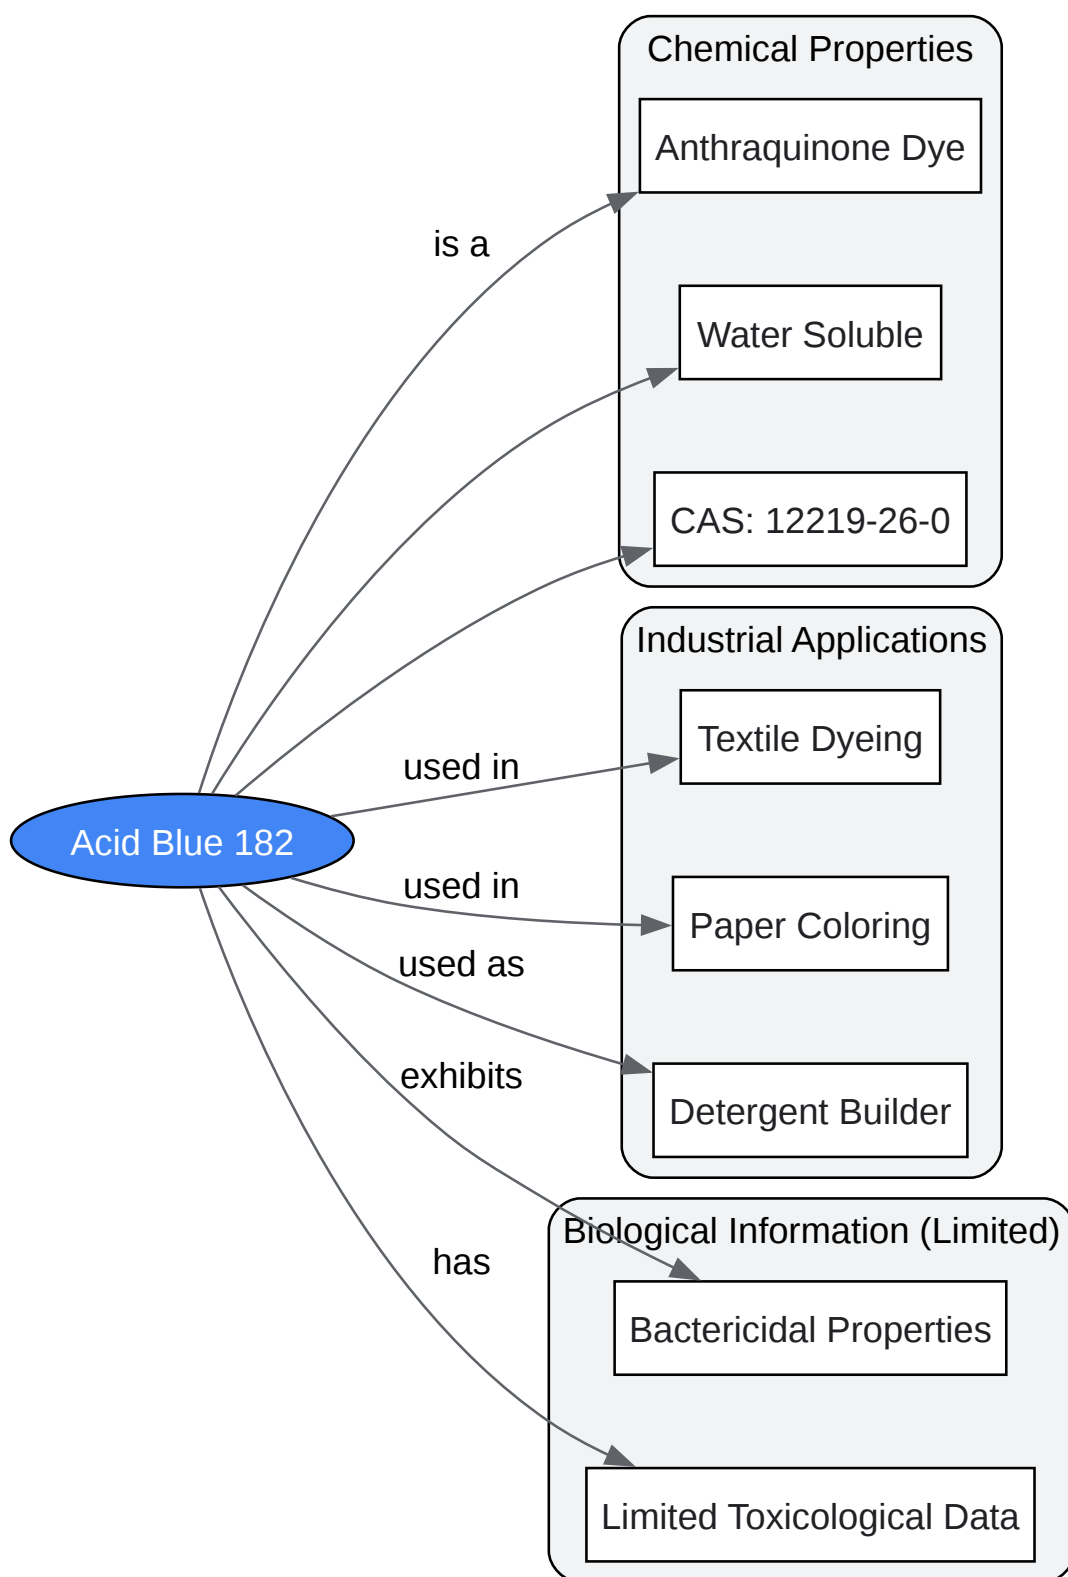 Chemical Properties
Anthraquinone Dye
is a
Water Soluble
CAS: 12219-26-0
Industrial Applications
Textile Dyeing
used in
Acid Blue 182
used in
Paper Coloring
used as
exhibits
Detergent Builder
Biological Information (Limited)
has
Bactericidal Properties
Limited Toxicological Data